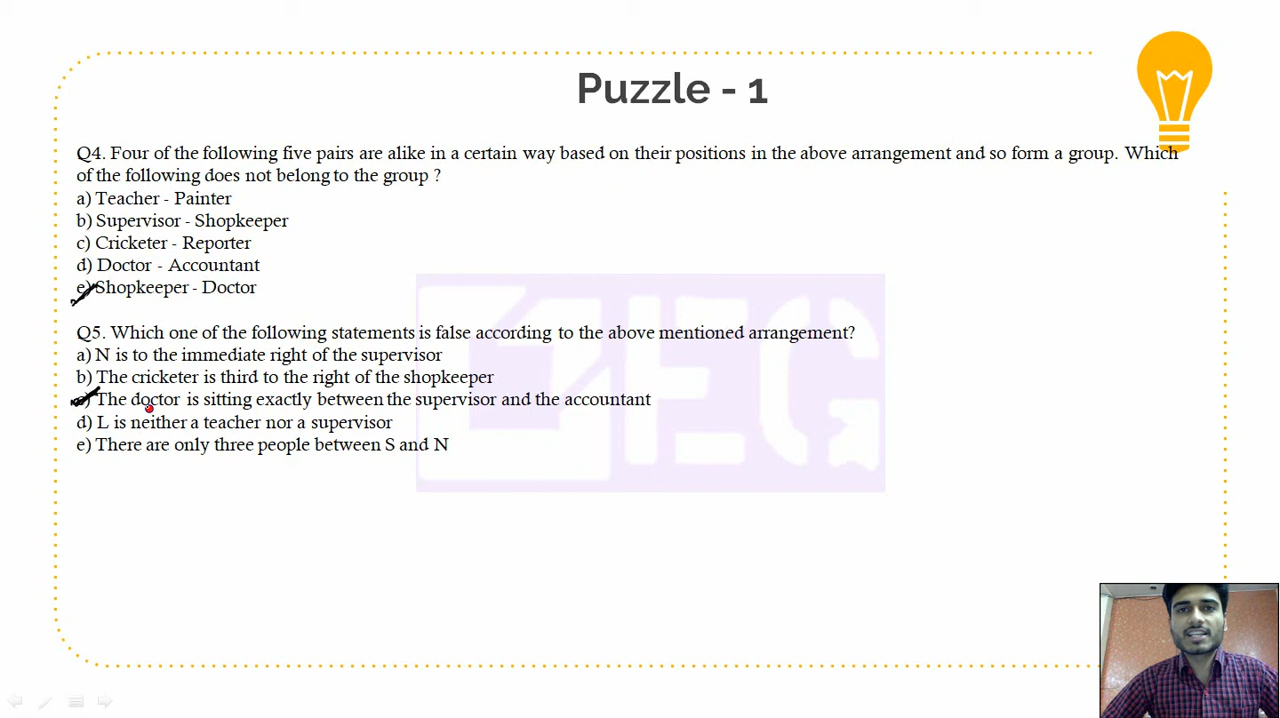 Puzzle - 1
Q4. Four of the following five pairs are alike in a certain way based on their positions in the above arrangement and so form a group. Which
of the following does not belong to the group ?
a) Teacher - Painter
b) Supervisor - Shopkeeper
c) Cricketer - Reporter
d) Doctor - Accountant
e) Shopkeeper - Doctor
Q5. Which one of the following statements is false according to the above mentioned arrangement?
a) N is to the immediate right of the supervisor
b) The cricketer is third to the right of the shopkeeper
c) The doctor is sitting exactly between the supervisor and the accountant
d) L is neither a teacher nor a supervisor
e) There are only three people between S and N
IEG